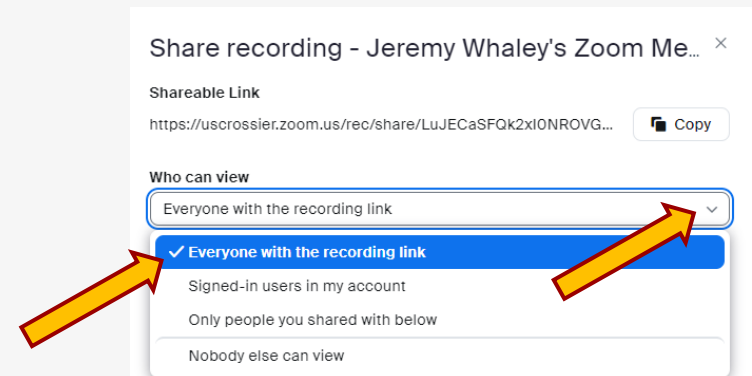 Share recording - Jeremy Whaley's Zoom Me...
Shareable Link
https://uscrossier.zoom.us/rec/share/LuJECaSFQk2xI0NROVG... Copy
Who can view
Everyone with the recording link
Everyone with the recording link
Signed-in users in my account
Only people you shared with below
Nobody else can view